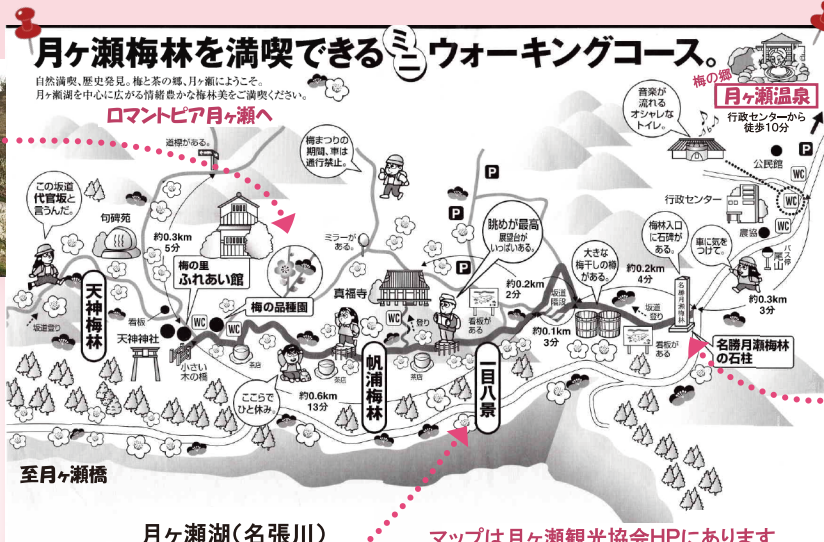 月ヶ瀬梅林を満喫できるミニウォーキングコース。
自然満喫、歴史発見。梅と茶の郷、月ヶ瀬にようこそ。
月ヶ瀬湖を中心に広がる情緒豊かな梅林美をご満喫ください。
ロマントピア月ヶ瀬へ
梅の郷
月ヶ瀬温泉
行政センターから
徒歩10分
音楽が
流れる
オシャレな
トイレ。
道標がある。
梅まつりの
期間、車は
通行禁止。
P
公民館
WC
WC
行政センター
農協
WC
バス停
尾山
この坂道
代官坂と
言うんだ。
句碑苑
約0.3km
5分
ミラーが
ある。
P
P
P
眺めが最高
展望台が
いっぱいある。
梅林入口
に石碑が
ある。
車に気を
つけて。
大きな
梅干しの樽
がある。
約0.2km
4分
約0.3km
3分
名勝月瀬梅林
梅の里
ふれあい館
梅の品種園
真福寺
約0.2km
2分
坂道
階段
坂道
登り
天神梅林
坂道登り
看板
天神神社
WC
WC
WC
登り
看板が
ある
約0.1km
3分
看板が
ある
名勝月瀬梅林
の石柱
小さい
木の橋
茶店
茶店
茶店
帆浦梅林
一目八景
ここらで
ひと休み。
約0.6km
13分
至月ヶ瀬橋
月ヶ瀬湖(名張川)
マップは月ヶ瀬観光協会HPにあります